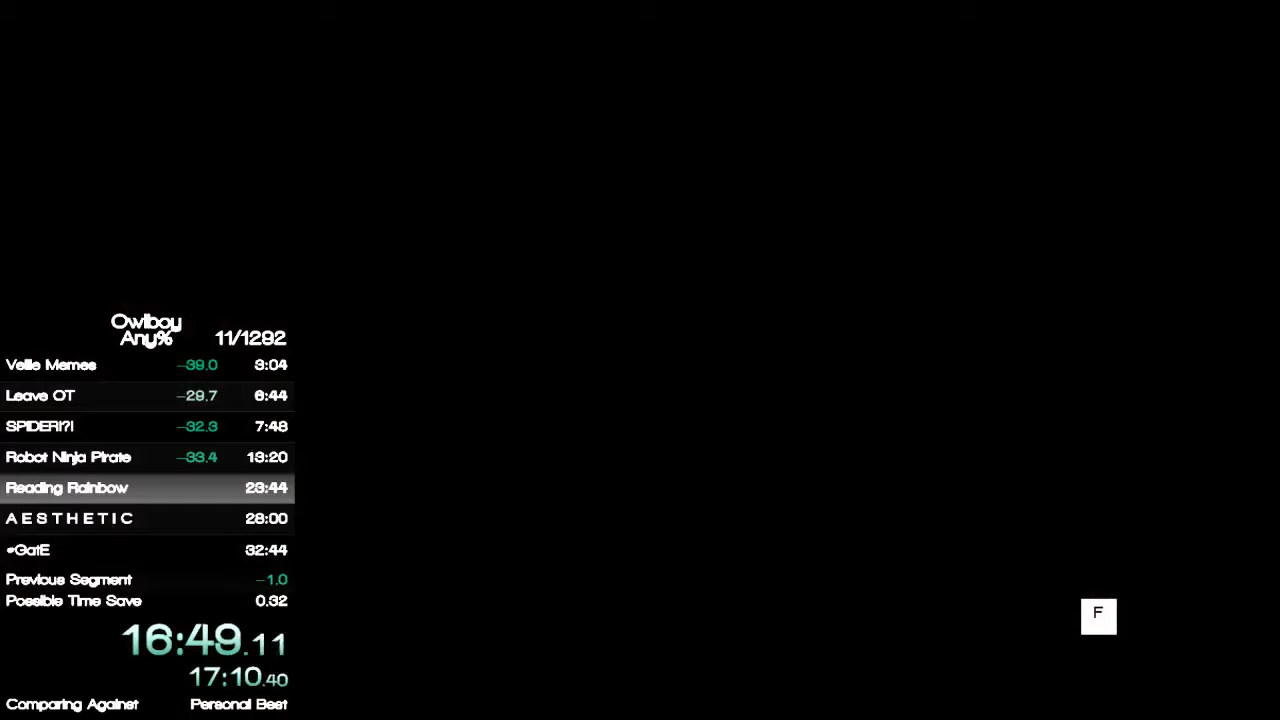 Owlboy
Any% 11/1292
Velle Memes -39.0 3:04
Leave OT -29.7 6:44
SPIDER!?! -32.3 7:48
Robot Ninja Pirate -33.4 13:20
Reading Rainbow 23:44
A E S T H E T I C 28:00
•GatE 32:44
Previous Segment -1.0
Possible Time Save 0.32
16:49.11
17:10.40
Comparing Against Personal Best
F